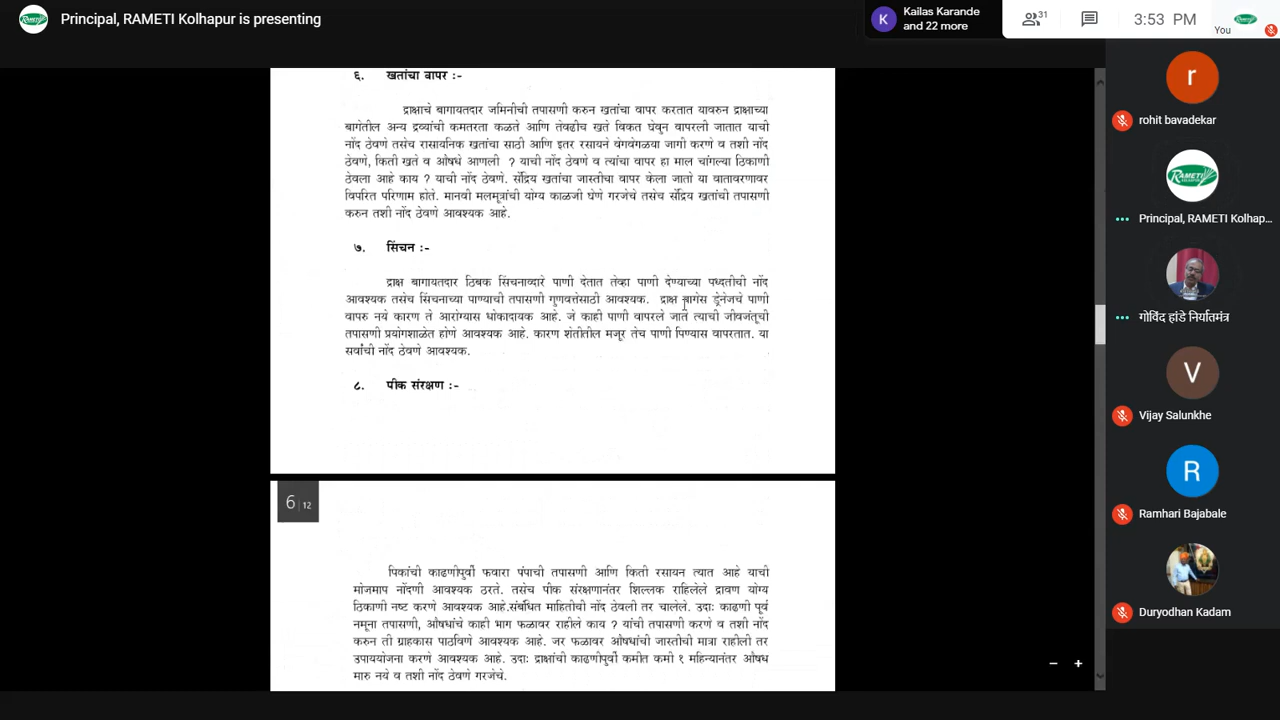 Principal, RAMETI Kolhapur is presenting
K
Kailas Karande
and 22 more
31
3:53 PM
You
६. खतांचा वापर :-
द्राक्षाचे बागायतदार जमिनीची तपासणी करुन खतांचा वापर करतात यावरुन द्राक्षाच्या
बागेतील अन्य द्रव्यांची कमतरता कळते आणि तेवढीच खते विकत घेवुन वापरली जातात याची
नोंद ठेवणे तसेच रासायनिक खतांचा साठी आणि इतर रसायने वेगवेगळया जागी करणे व तशी नोंद
ठेवणे, किती खते व औषधे आणली ? याची नोंद ठेवणे व त्यांचा वापर हा माल चांगल्या ठिकाणी
ठेवला आहे काय ? याची नोंद ठेवणे. सेंद्रिय खतांचा जास्तीचा वापर केला जातो या वातावरणावर
विपरित परिणाम होते. मानवी मलमूत्रांची योग्य काळजी घेणे गरजेचे तसेच सेंद्रिय खतांची तपासणी
करुन तशी नोंद ठेवणे आवश्यक आहे.
७. सिंचन :-
द्राक्ष बागायतदार ठिबक सिंचनाव्दारे पाणी देतात तेव्हा पाणी देण्याच्या पध्दतीची नोंद
आवश्यक तसेच सिंचनाच्या पाण्याची तपासणी गुणवत्तेसाठी आवश्यक. द्राक्ष बागेस ड्रेनेजचे पाणी
वापरु नये कारण ते आरोग्यास धोकादायक आहे. जे काही पाणी वापरले जाते त्याची जीवजंतूची
तपासणी प्रयोगशाळेत होणे आवश्यक आहे. कारण शेतीतील मजूर तेच पाणी पिण्यास वापरतात. या
सर्वांची नोंद ठेवणे आवश्यक.
८. पीक संरक्षण :-
6 | 12
पिकांची काढणीपुर्वी फवारा पंपाची तपासणी आणि किती रसायन त्यात आहे याची
मोजमाप नोंदणी आवश्यक ठरते. तसेच पीक संरक्षणानंतर शिल्लक राहिलेले द्रावण योग्य
ठिकाणी नष्ट करणे आवश्यक आहे.संबंधित माहितीची नोंद ठेवली तर चालेले. उदाः काढणी पूर्व
नमूना तपासणी, औषधांचे काही भाग फळावर राहीले काय ? यांची तपासणी करणे व तशी नोंद
करुन ती ग्राहकास पाठविणे आवश्यक आहे. जर फळावर औषधांची जास्तीची मात्रा राहीली तर
उपाययोजना करणे आवश्यक आहे. उदाः द्राक्षांची काढणीपुर्वी कमीत कमी १ महिन्यानंतर औषध
मारु नये व तशी नोंद ठेवणे गरजेचे.
r
rohit bavadekar
RAMETI
Principal, RAMETI Kolhap...
गोविंद हांडे निर्यातमंत्र
V
Vijay Salunkhe
R
Ramhari Bajabale
Duryodhan Kadam